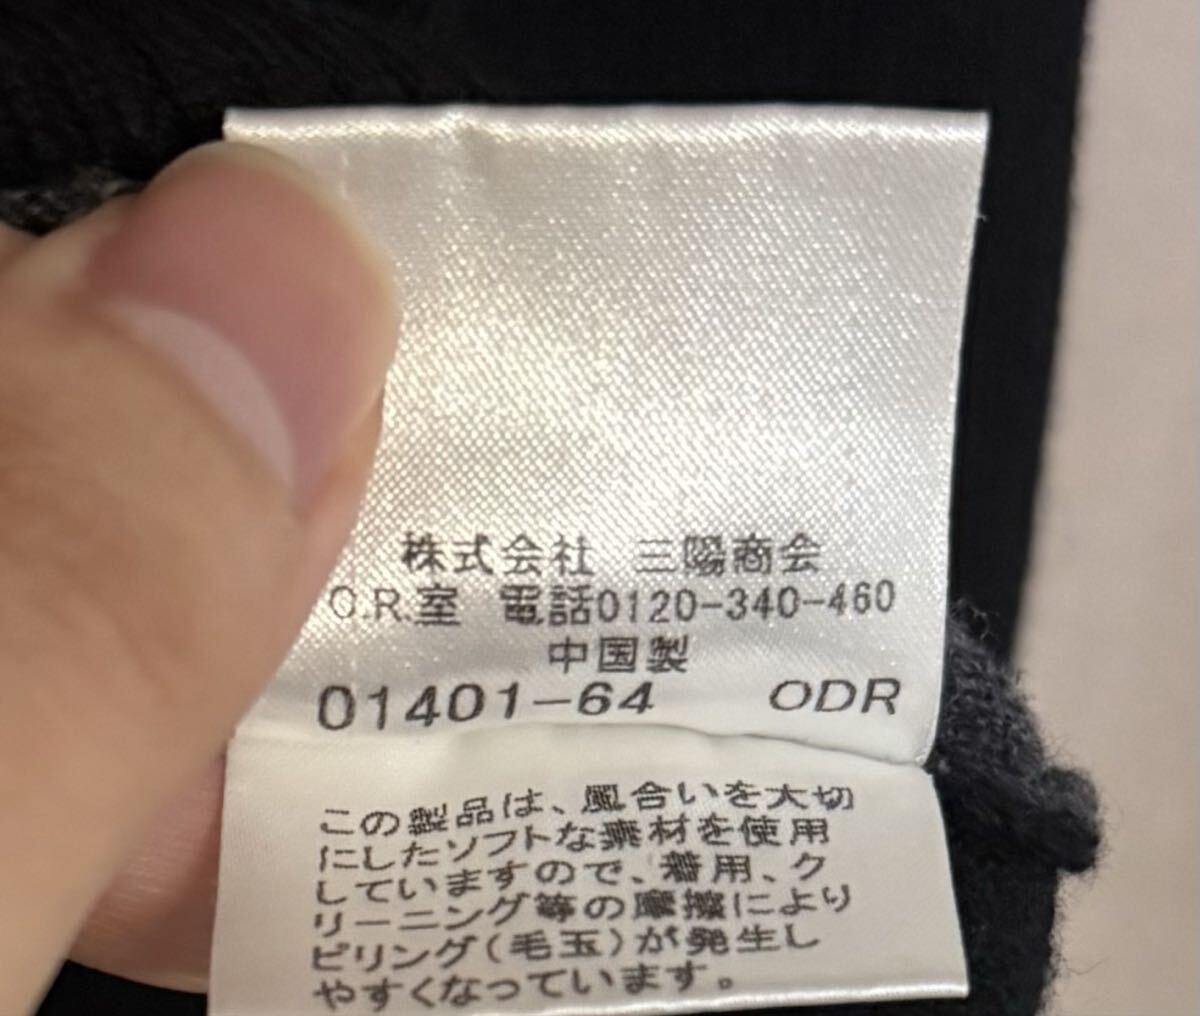 株式会社 三陽商会
O.R.室 電話0120-340-460
中国製
01401-64 ODR
この製品は、風合いを大切
にしたソフトな素材を使用
していますので、着用、ク
リーニング等の摩擦により
ピリング(毛玉)が発生し
やすくなっています。